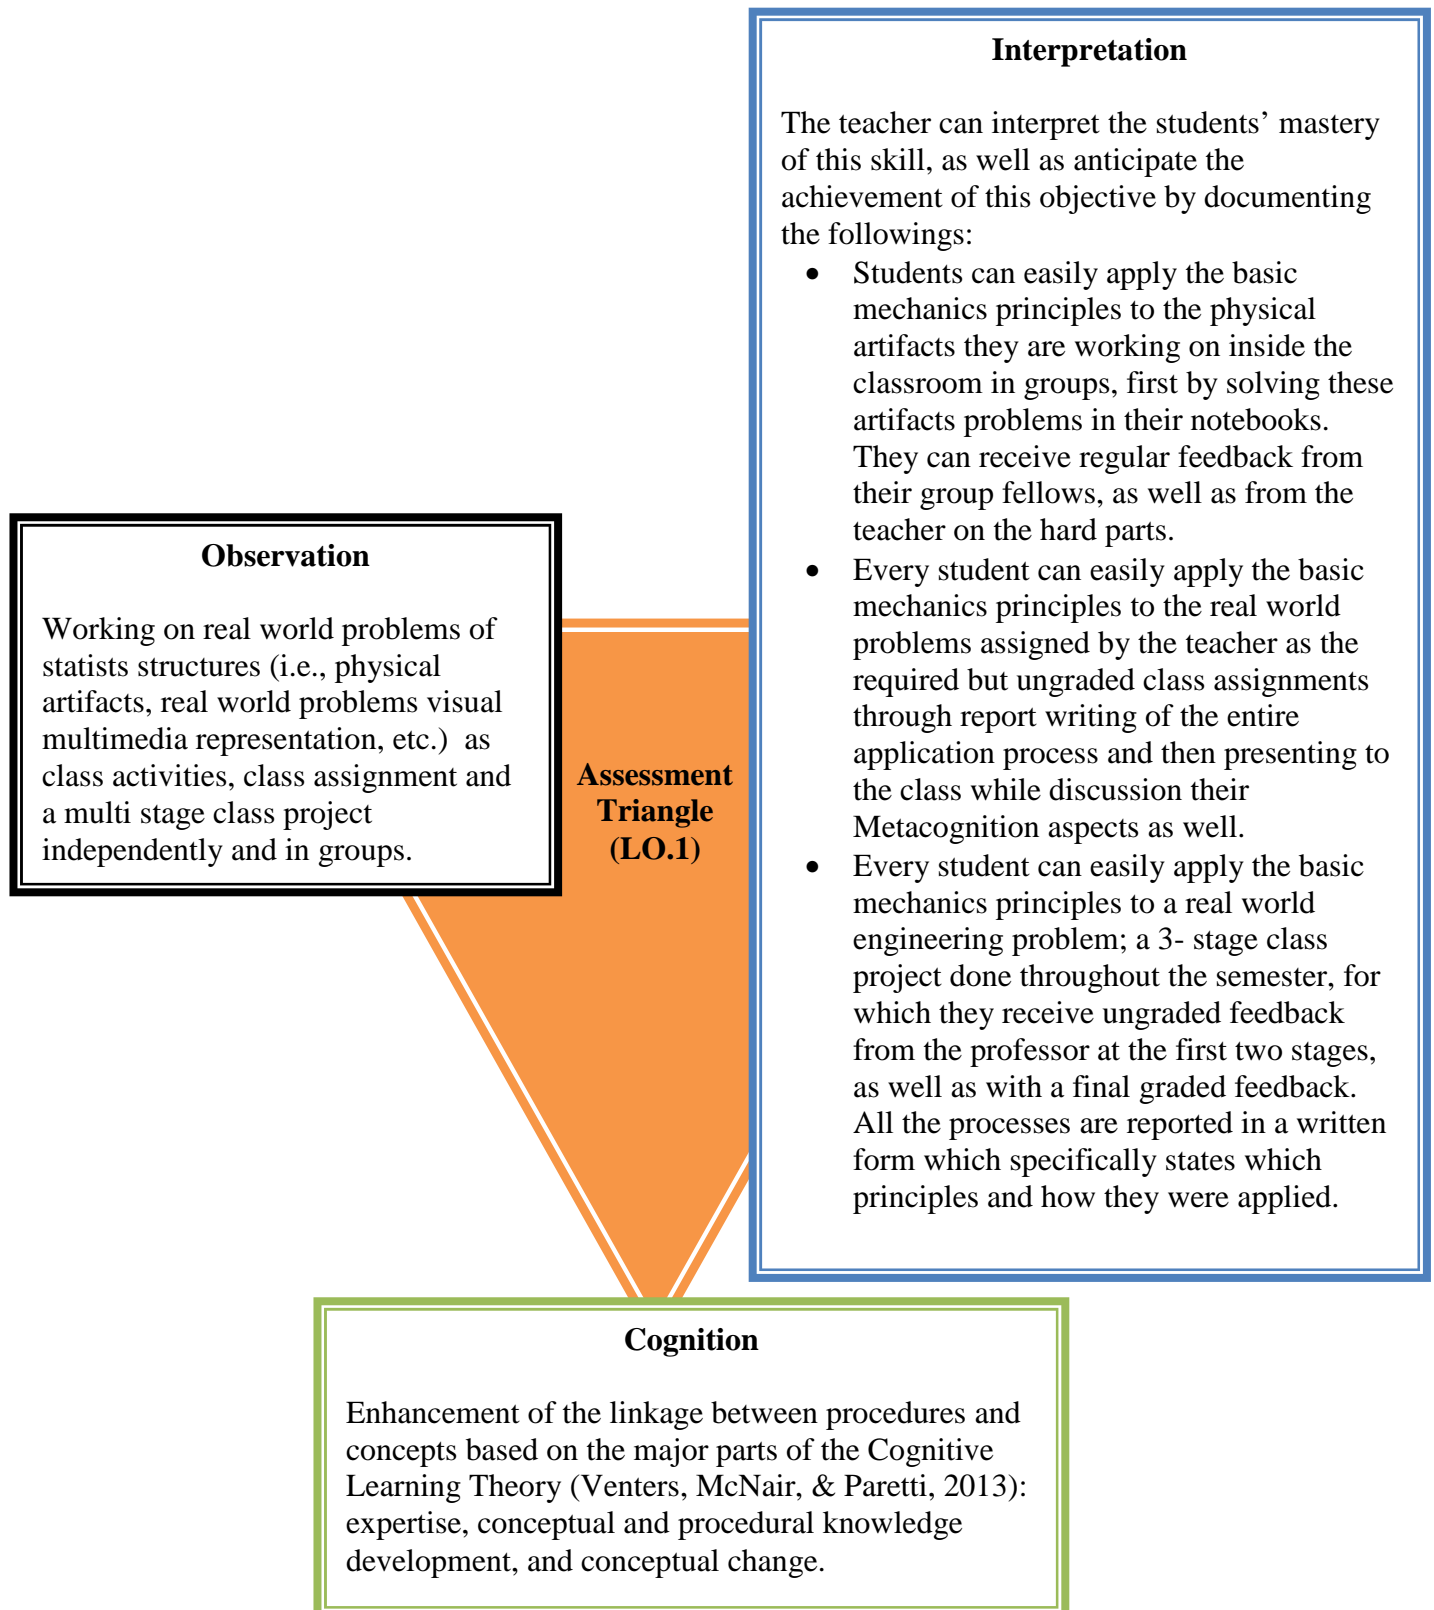 Interpretation
The teacher can interpret the students’ mastery
of this skill, as well as anticipate the
achievement of this objective by documenting
the followings:
• Students can easily apply the basic
mechanics principles to the physical
artifacts they are working on inside the
classroom in groups, first by solving these
artifacts problems in their notebooks.
They can receive regular feedback from
their group fellows, as well as from the
teacher on the hard parts.
• Every student can easily apply the basic
mechanics principles to the real world
problems assigned by the teacher as the
required but ungraded class assignments
through report writing of the entire
application process and then presenting to
the class while discussion their
Metacognition aspects as well.
• Every student can easily apply the basic
mechanics principles to a real world
engineering problem; a 3- stage class
project done throughout the semester, for
which they receive ungraded feedback
from the professor at the first two stages,
as well as with a final graded feedback.
All the processes are reported in a written
form which specifically states which
principles and how they were applied.
Observation
Working on real world problems of
statists structures (i.e., physical
artifacts, real world problems visual
multimedia representation, etc.)  as
class activities, class assignment and
a multi stage class project
independently and in groups.
Assessment
Triangle
(LO.1)
Cognition
Enhancement of the linkage between procedures and
concepts based on the major parts of the Cognitive
Learning Theory (Venters, McNair, & Paretti, 2013):
expertise, conceptual and procedural knowledge
development, and conceptual change.